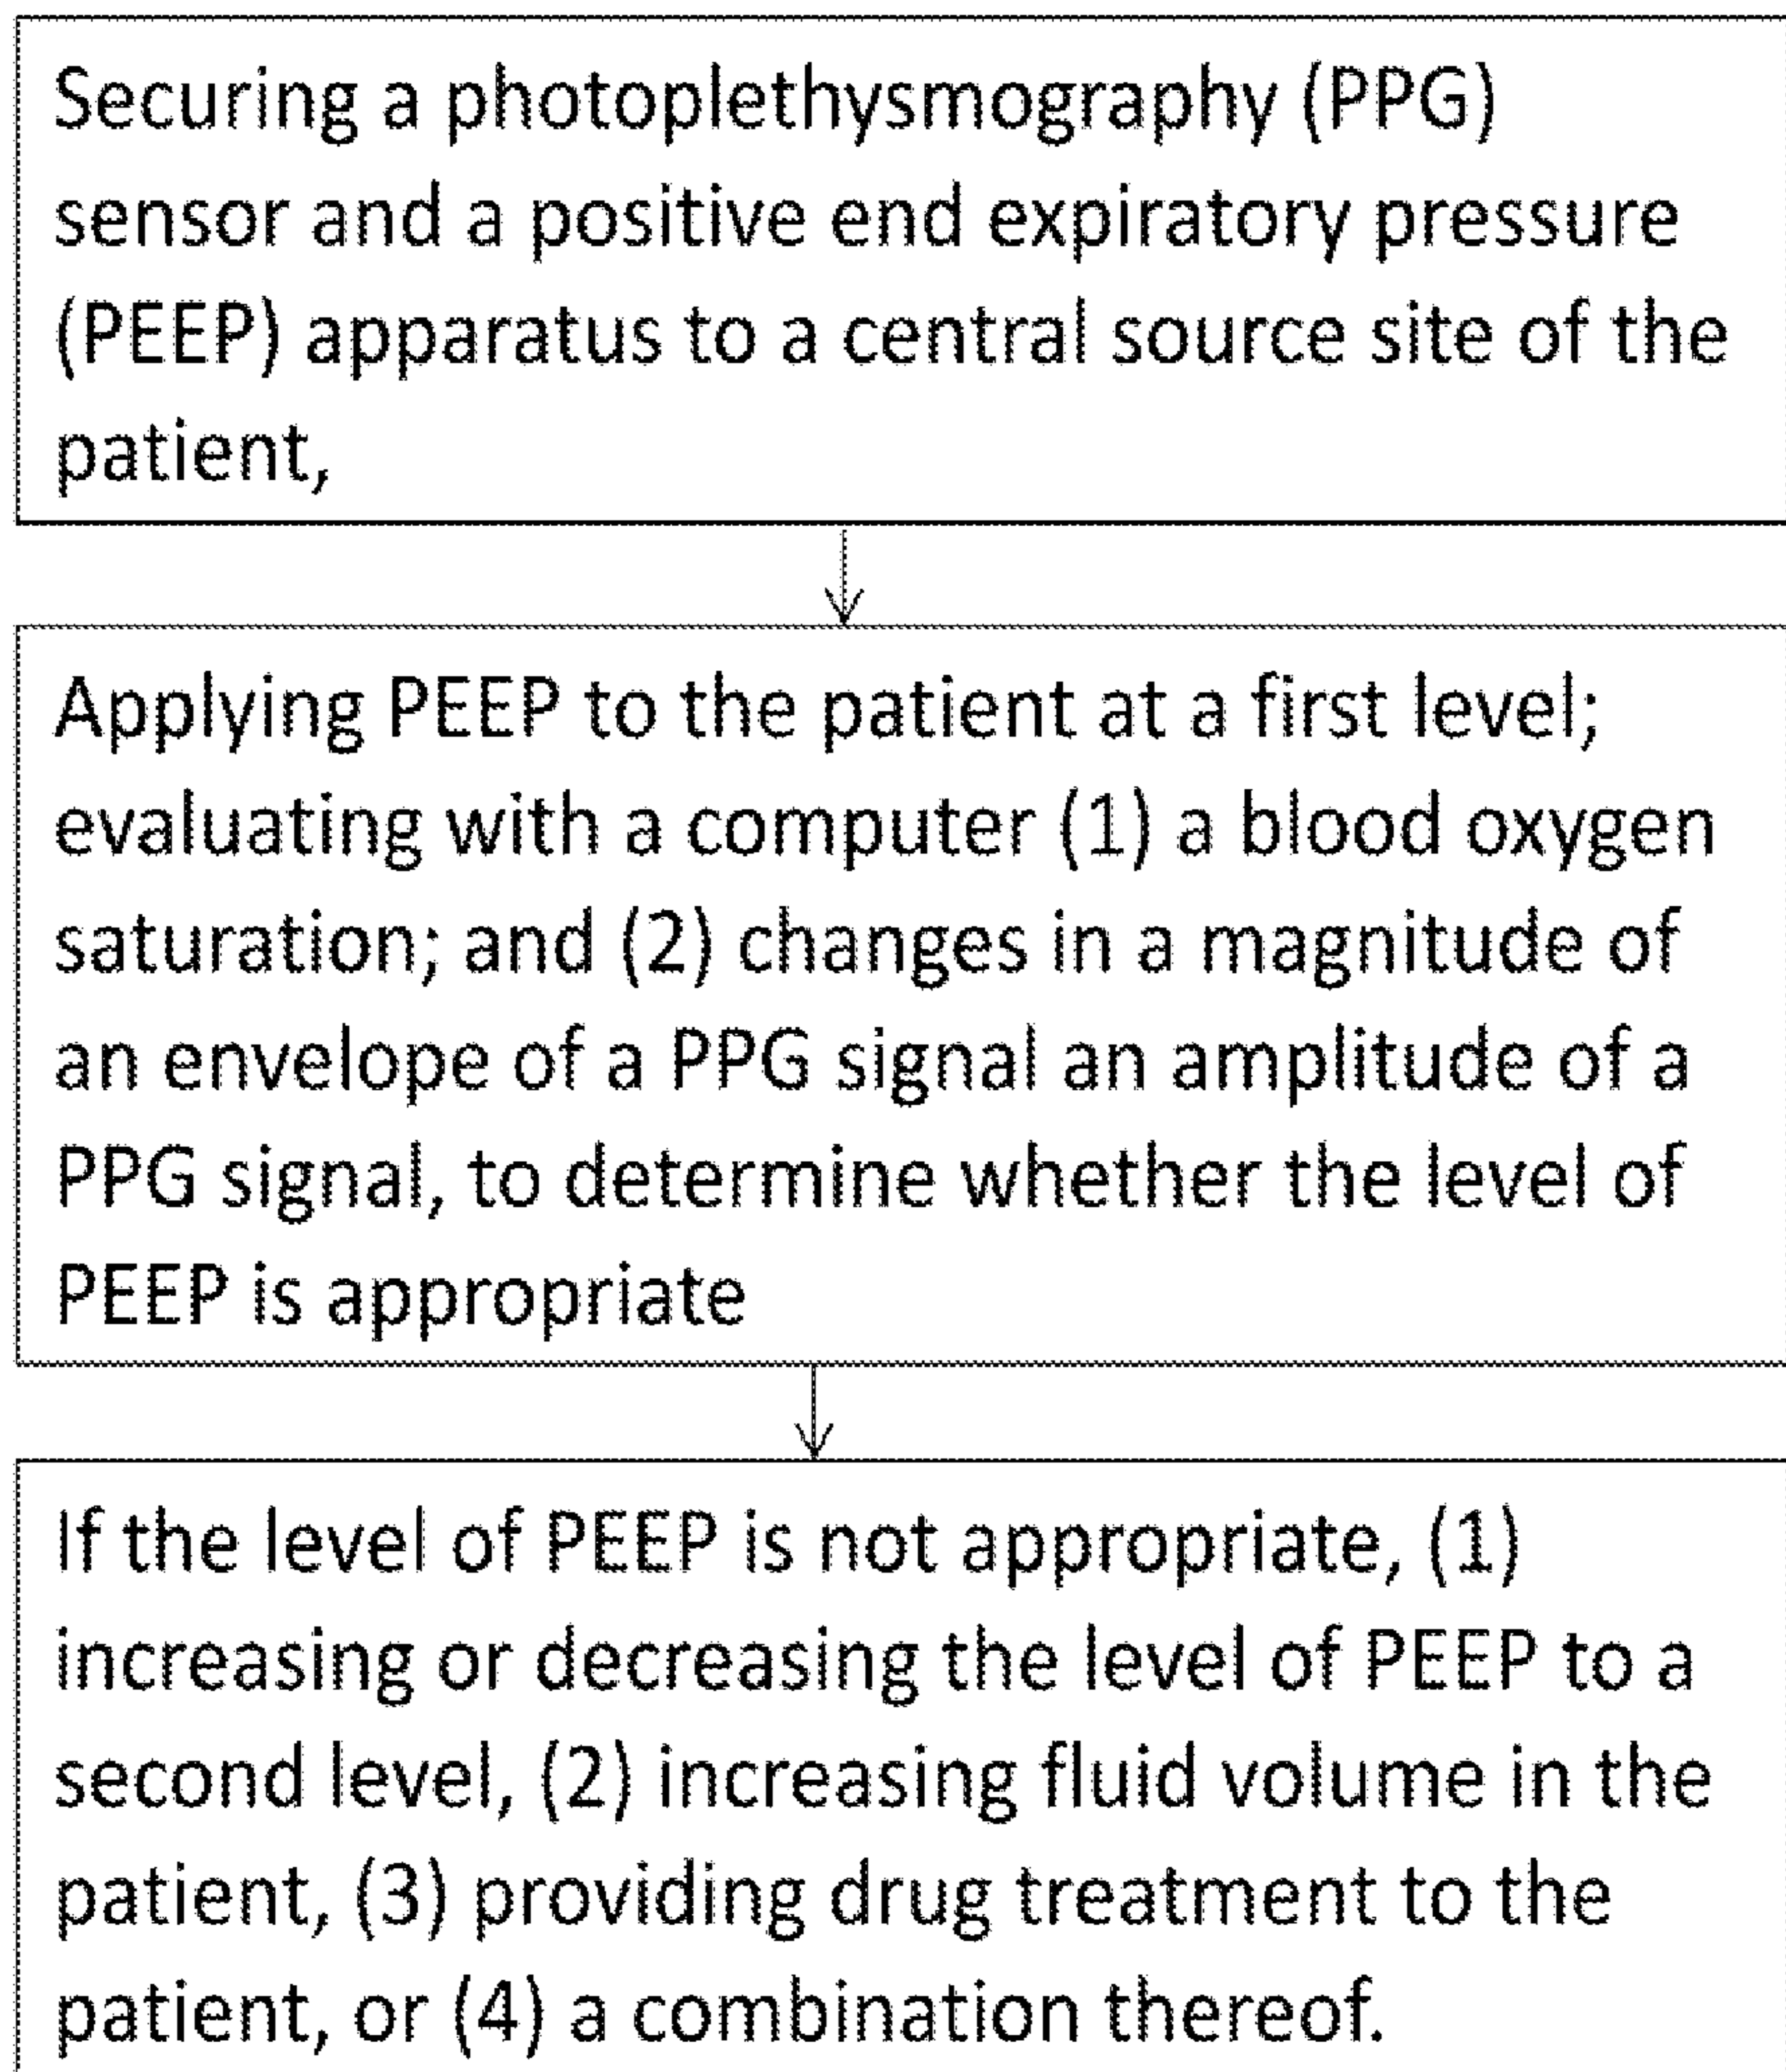 Securing a photoplethysmography (PPG)
sensor and a positive end expiratory pressure
(PEEP) apparatus to a central source site of the
patient,
Applying PEEP to the patient at a first level;
evaluating with a computer (1) a blood oxygen
saturation; and (2) changes in a magnitude of
an envelope of a PPG signal an amplitude of a
PPG signal, to determine whether the level of
PEEP is appropriate
If the level of PEEP is not appropriate, (1)
increasing or decreasing the level of PEEP to a
second level, (2) increasing fluid volume in the
patient, (3) providing drug treatment to the
patient, or (4) a combination thereof.